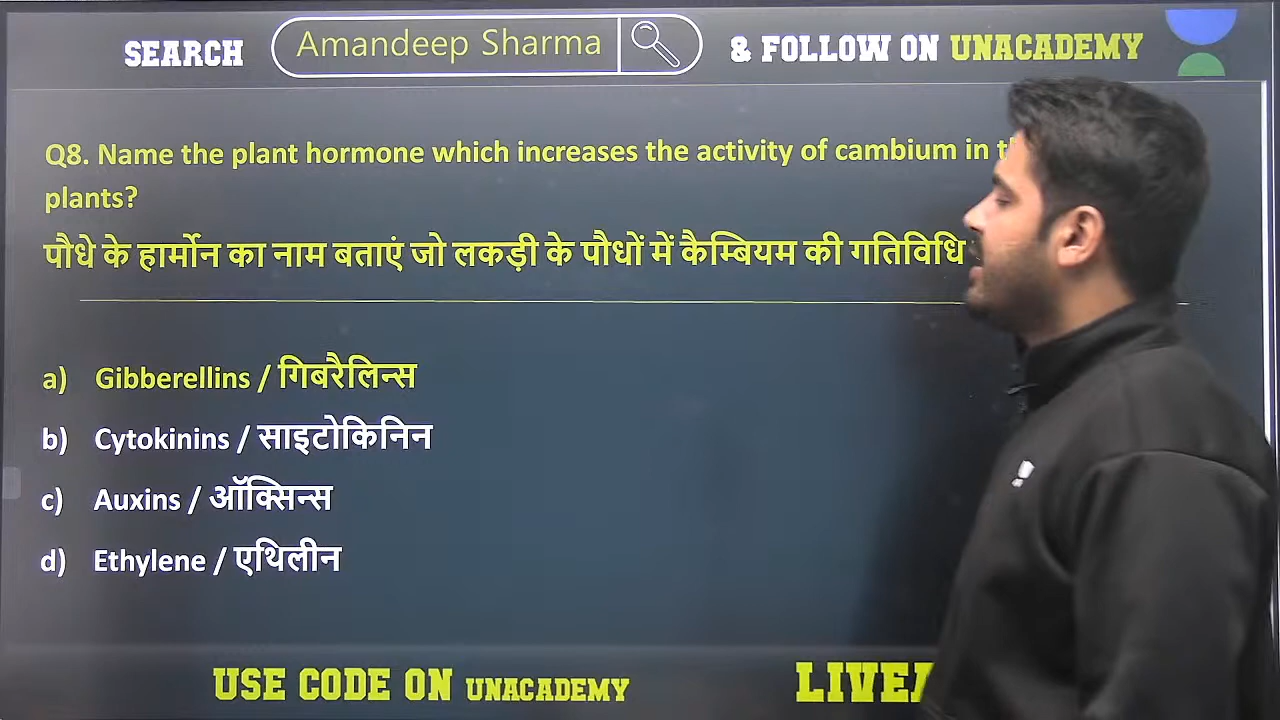 SEARCH Amandeep Sharma & FOLLOW ON UNACADEMY
Q8. Name the plant hormone which increases the activity of cambium in
plants?
पौधे के हार्मोन का नाम बताएं जो लकड़ी के पौधों में कैम्बियम की गतिविधि
a) Gibberellins / गिबरैलिन्स
b) Cytokinins / साइटोकिनिन
c) Auxins / ऑक्सिन्स
d) Ethylene / एथिलीन
USE CODE ON UNACADEMY